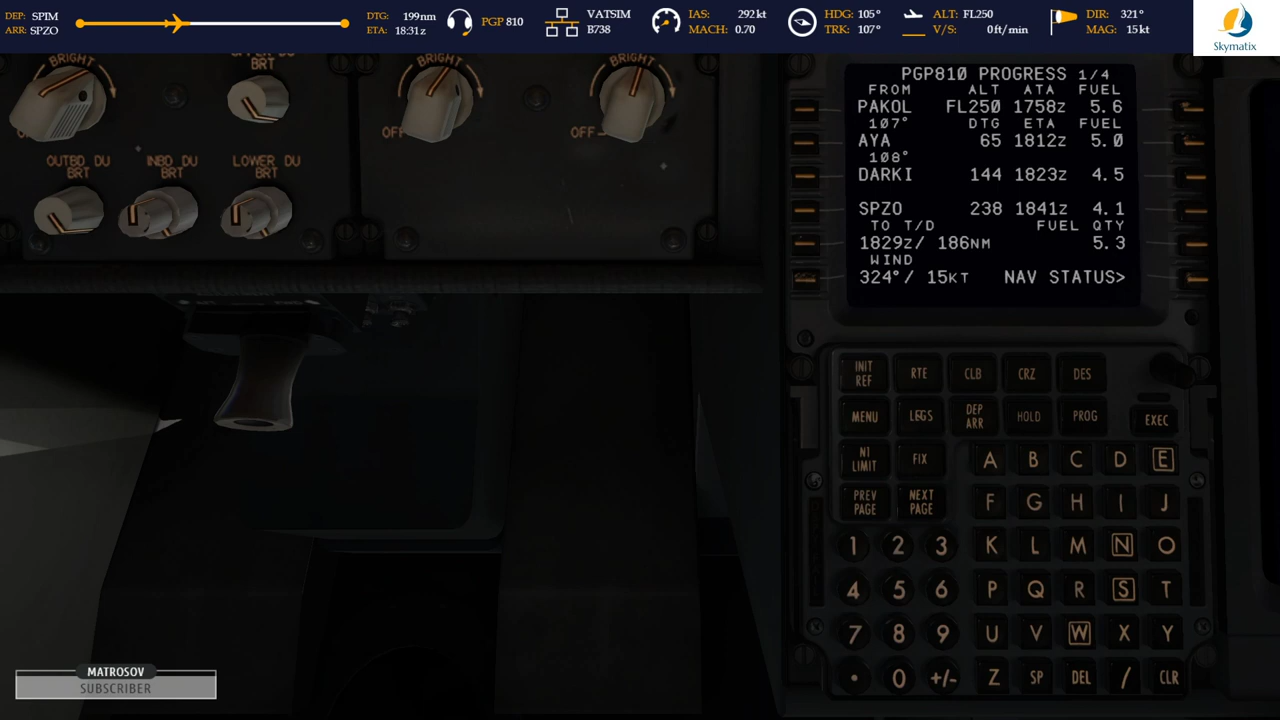 DEP: SPIM
ARR: SPZO
DTG: 199nm
ETA: 18:31z
PGP 810
VATSIM
B738
IAS: 292kt
MACH: 0.70
HDG: 105°
TRK: 107°
ALT: FL250
V/S: 0ft/min
DIR: 321°
MAG: 15kt
Skymatix
BRIGHT
BRT
BRIGHT
OFF
BRIGHT
OFF
OUTBD DU
BRT
INBD DU
BRT
LOWER DU
BRT
PGP810 PROGRESS 1/4
FROM ALT ATA FUEL
PAKOL FL250 1758z 5.6
107° DTG ETA FUEL
AYA 65 1812z 5.0
108°
DARKI 144 1823z 4.5
SPZO 238 1841z 4.1
TO T/D FUEL QTY
1829Z/ 186NM 5.3
WIND
324°/ 15KT NAV STATUS>
INIT
REF
RTE
CLB
CRZ
DES
MENU
LEGS
DEP
ARR
HOLD
PROG
EXEC
N1
LIMIT
FIX
A B C D E
PREV
PAGE
NEXT
PAGE
F G H I J
1 2 3 K L M N O
4 5 6 P Q R S T
7 8 9 U V W X Y
. 0 +/- Z SP DEL / CLR
MATROSOV
SUBSCRIBER